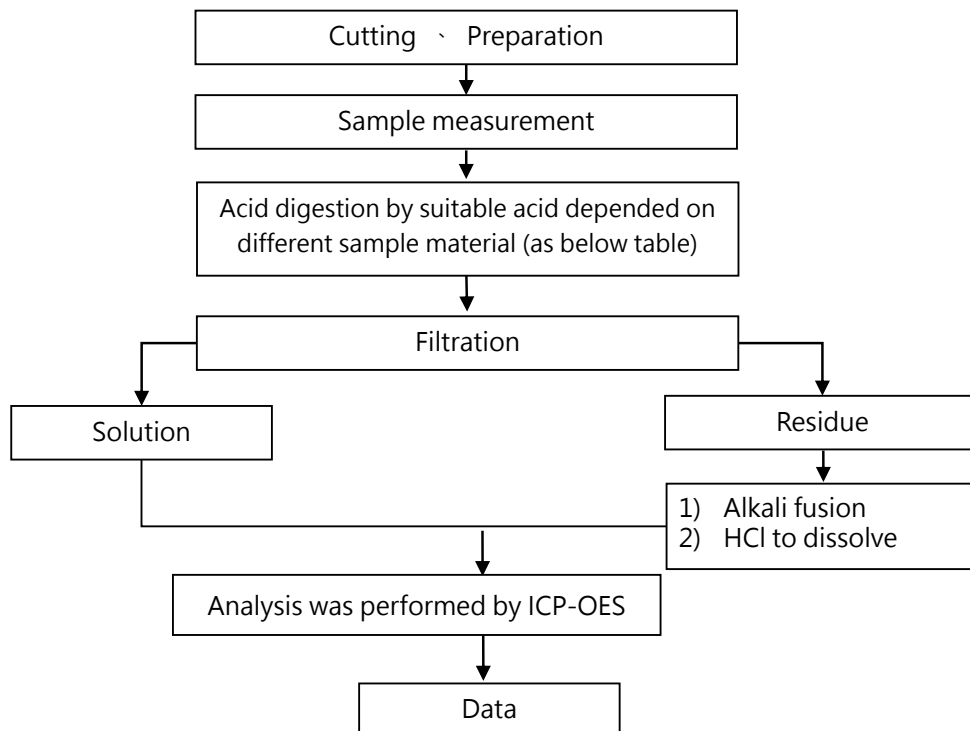 Cutting 、 Preparation
Sample measurement
Acid digestion by suitable acid depended on
different sample material (as below table)
Filtration
Solution
Residue
1) Alkali fusion
2) HCl to dissolve
Analysis was performed by ICP-OES
Data